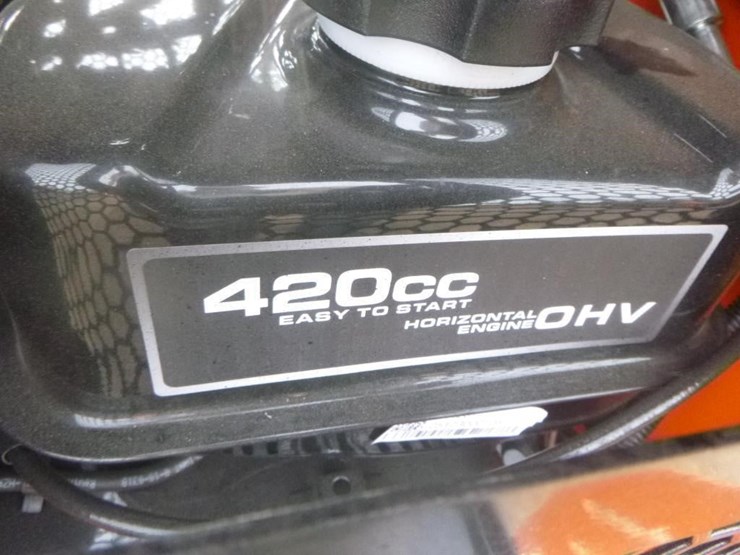 420cc
EASY TO START
HORIZONTAL
ENGINE OHV